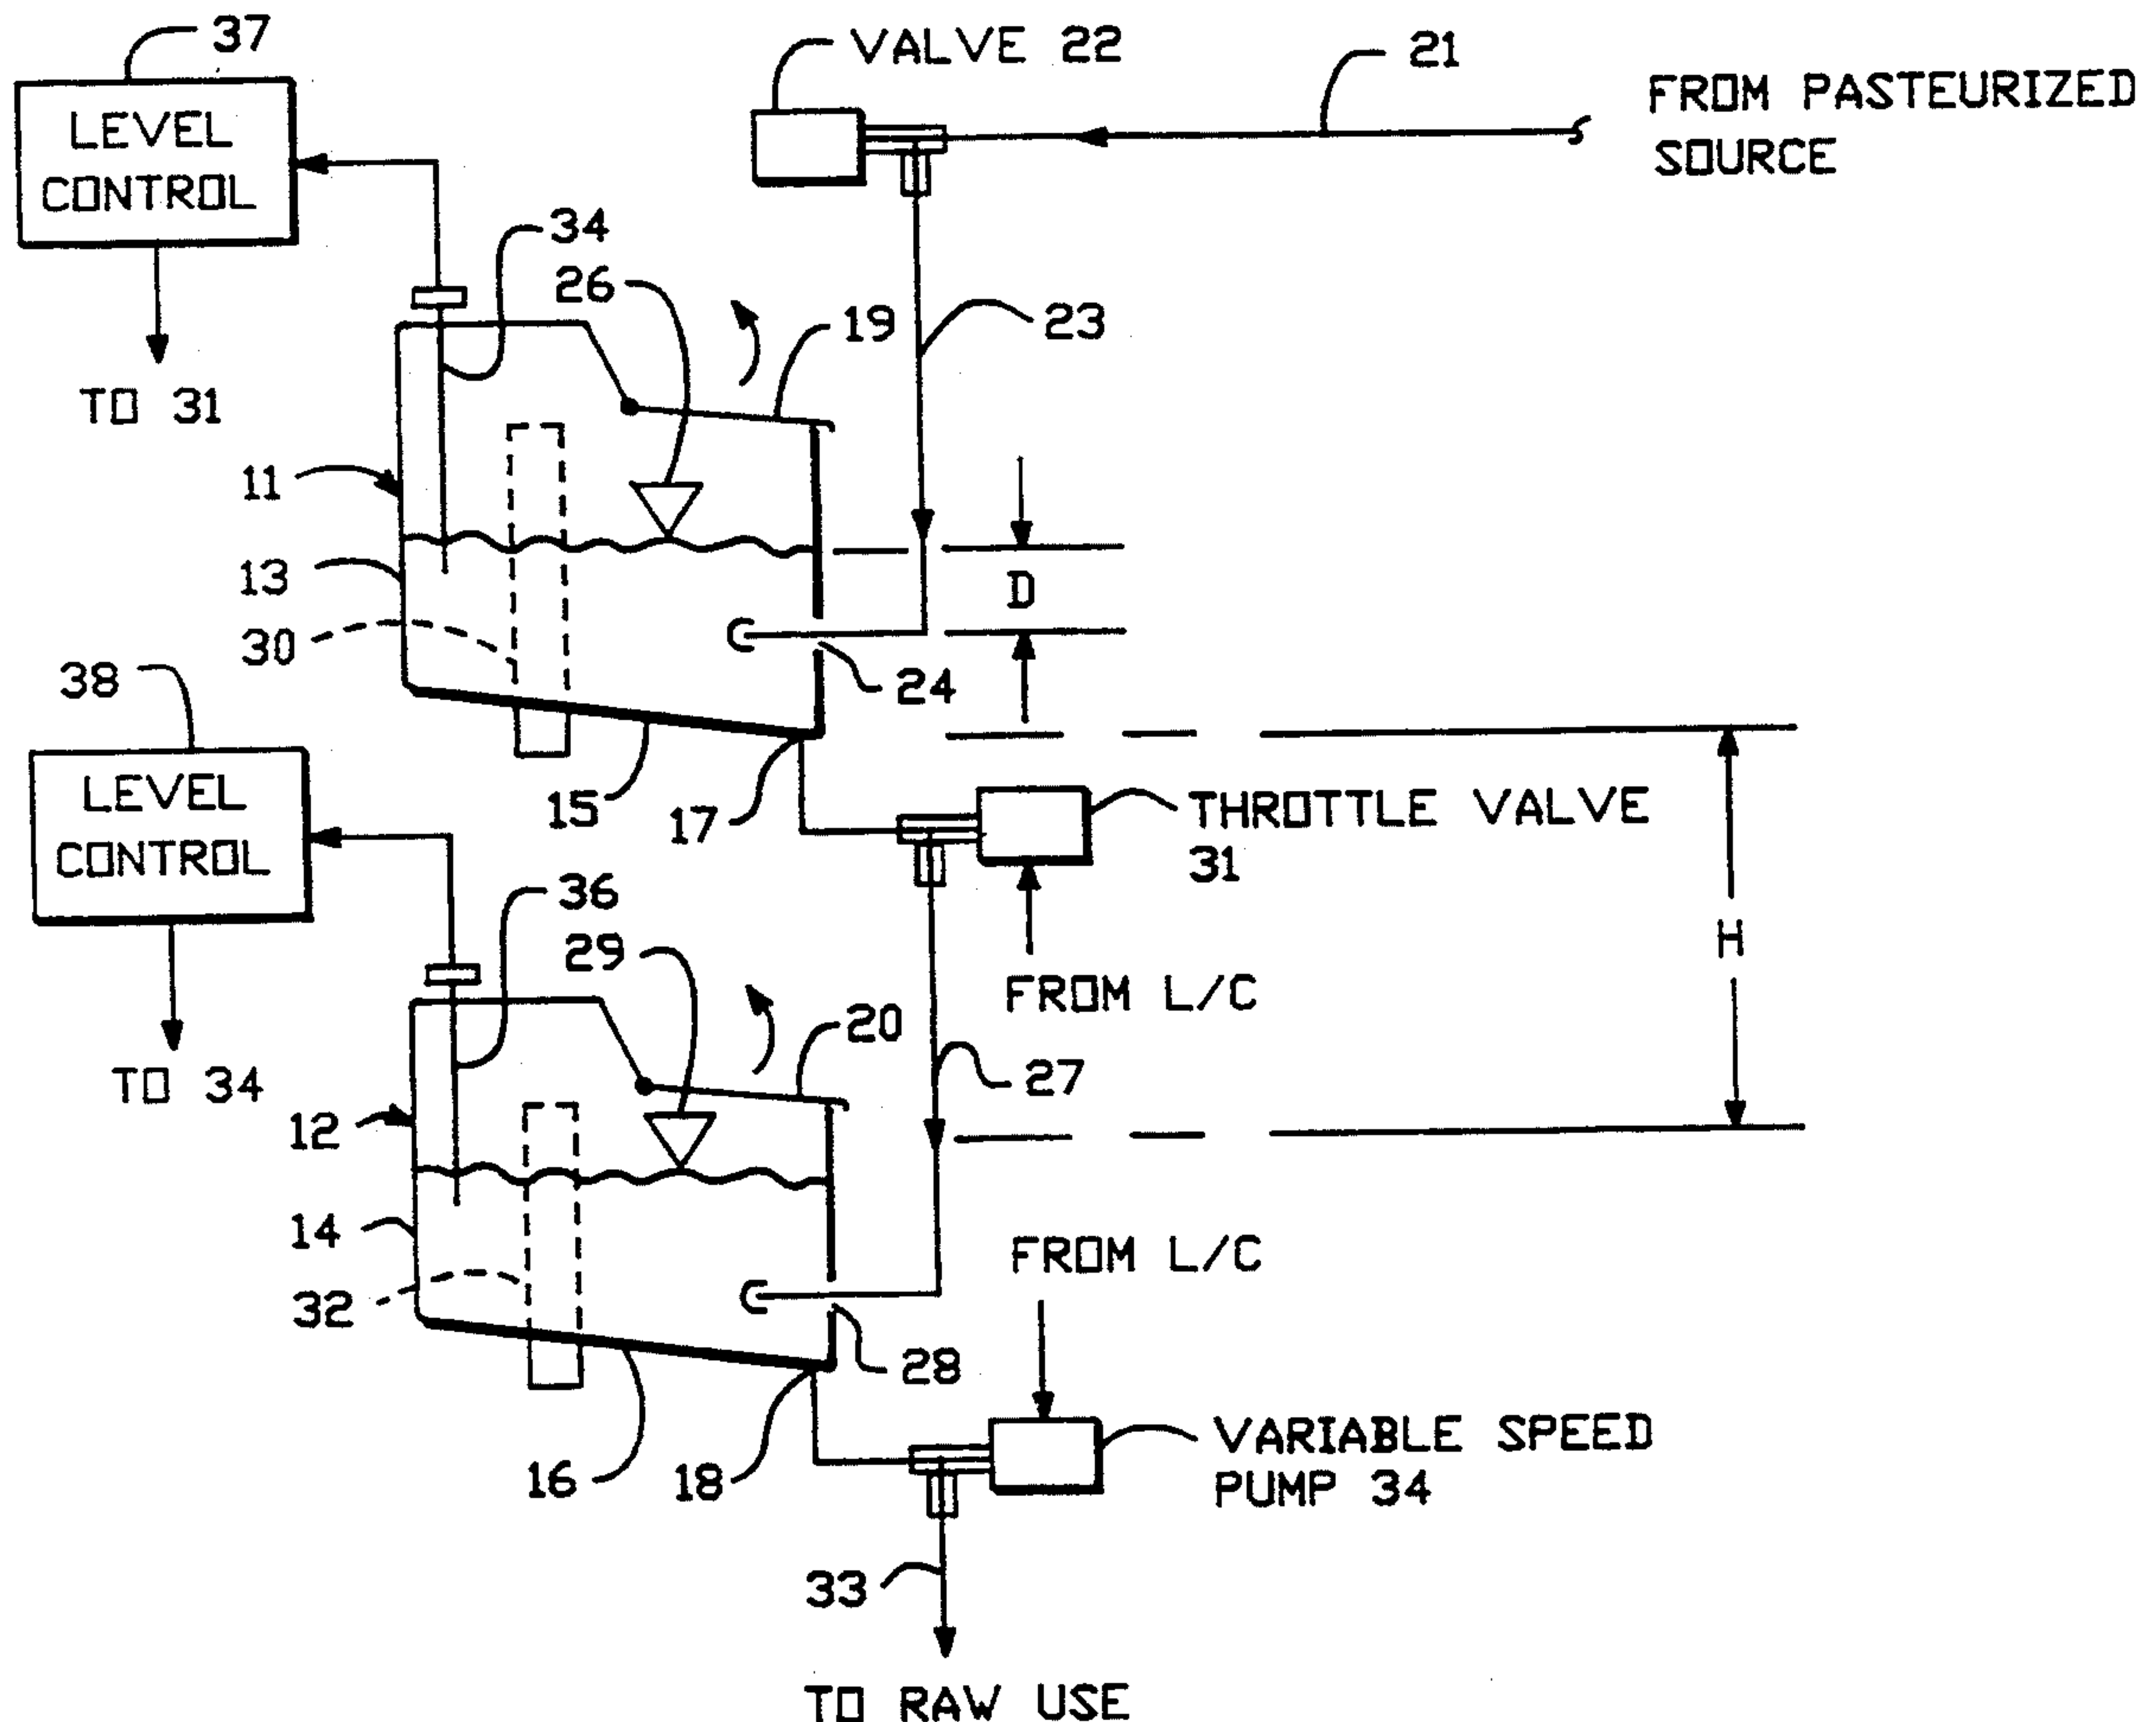 37
VALVE 22
21
FROM PASTEURIZED
SOURCE
LEVEL
CONTROL
34
26
19
23
TO 31
11
D
13
30
24
38
15
17
THROTTLE VALVE
31
LEVEL
CONTROL
36
29
H
FROM L/C
20
27
TO 34
12
14
FROM L/C
32
28
16
18
VARIABLE SPEED
PUMP 34
33
TO RAW USE